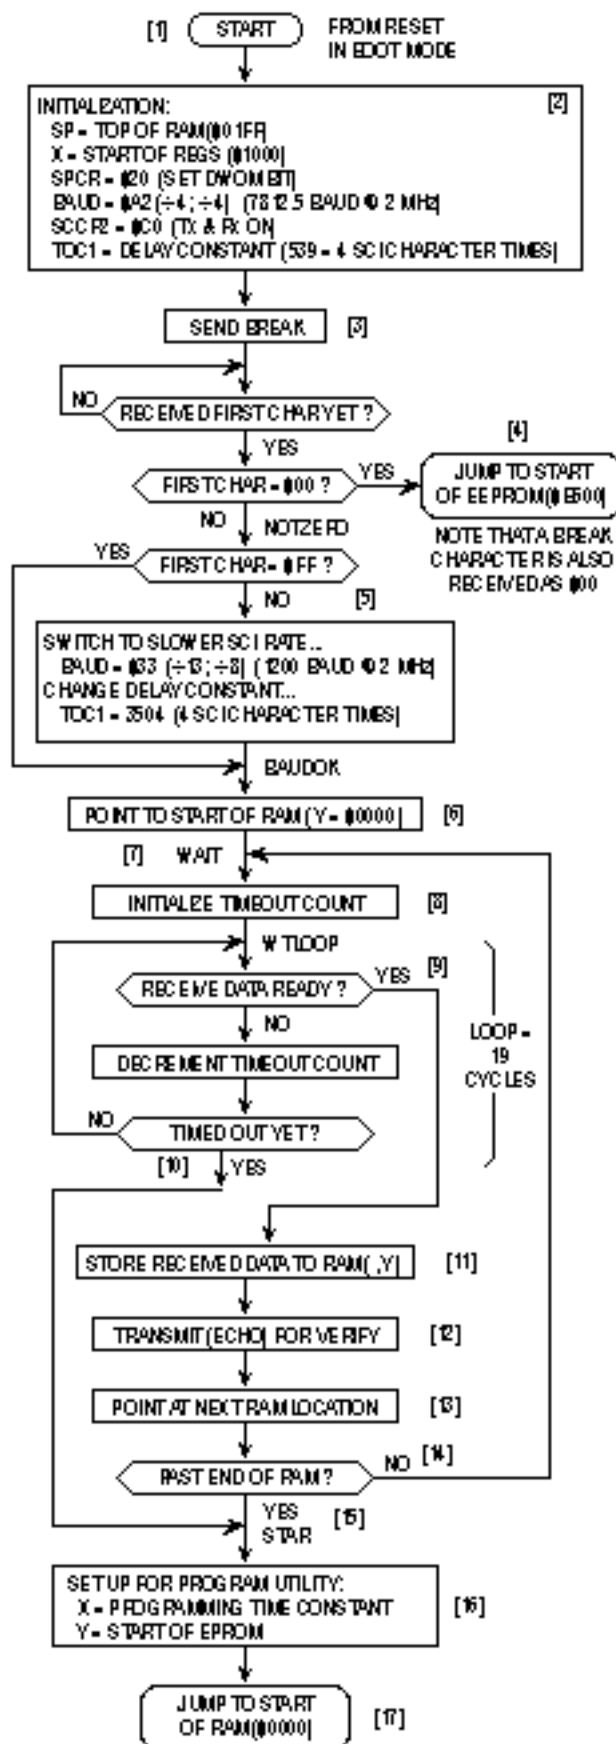 [1] START FROM RESET
IN BOOT MODE
INITIALIZATION: [2]
SP = TOP OF RAM ($01FF)
X = START OF REGS ($1000)
SPCR = $20 (SET DWOM BIT)
BAUD = $A2 (÷4; ÷4) (7812.5 BAUD @ 2 MHz)
SCCR2 = $C0 (Tx & Rx ON)
TOC1 = DELAY CONSTANT (539 = 4 SCI CHARACTER TIMES)
SEND BREAK [3]
NO
RECEIVED FIRST CHAR YET ?
YES
[4]
FIRST CHAR = $00 ? YES
JUMP TO START
OF EEPROM ($B600)
NO NOTZERO
NOTE THAT A BREAK
CHARACTER IS ALSO
RECEIVED AS $00
YES FIRST CHAR = $FF ?
NO [5]
SWITCH TO SLOWER SCI RATE...
BAUD = $33 (÷13; ÷8) (1200 BAUD @ 2 MHz)
CHANGE DELAY CONSTANT...
TOC1 = 3504 (4 SCI CHARACTER TIMES)
BAUDOK
POINT TO START OF RAM ( Y = $0000) [6]
[7] WAIT
INITIALIZE TIMEOUT COUNT [8]
WTLOOP
RECEIVE DATA READY ? YES [9]
NO
LOOP =
19
CYCLES
DECREMENT TIMEOUT COUNT
NO TIMED OUT YET ?
[10] YES
STORE RECEIVED DATA TO RAM ( ,Y) [11]
TRANSMIT (ECHO) FOR VERIFY [12]
POINT AT NEXT RAM LOCATION [13]
PAST END OF RAM ? NO [14]
YES [15]
STAR
SET UP FOR PROGRAM UTILITY: [16]
X = PROGRAMMING TIME CONSTANT
Y = START OF EPROM
JUMP TO START
OF RAM ($0000) [17]